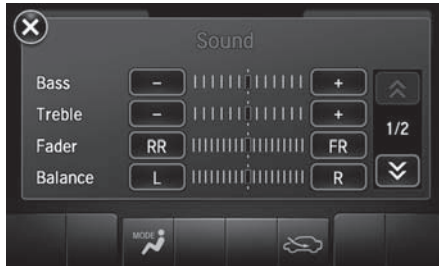 Sound
Bass - +
Treble - +
Fader RR FR
1/2
Balance L R
MODE